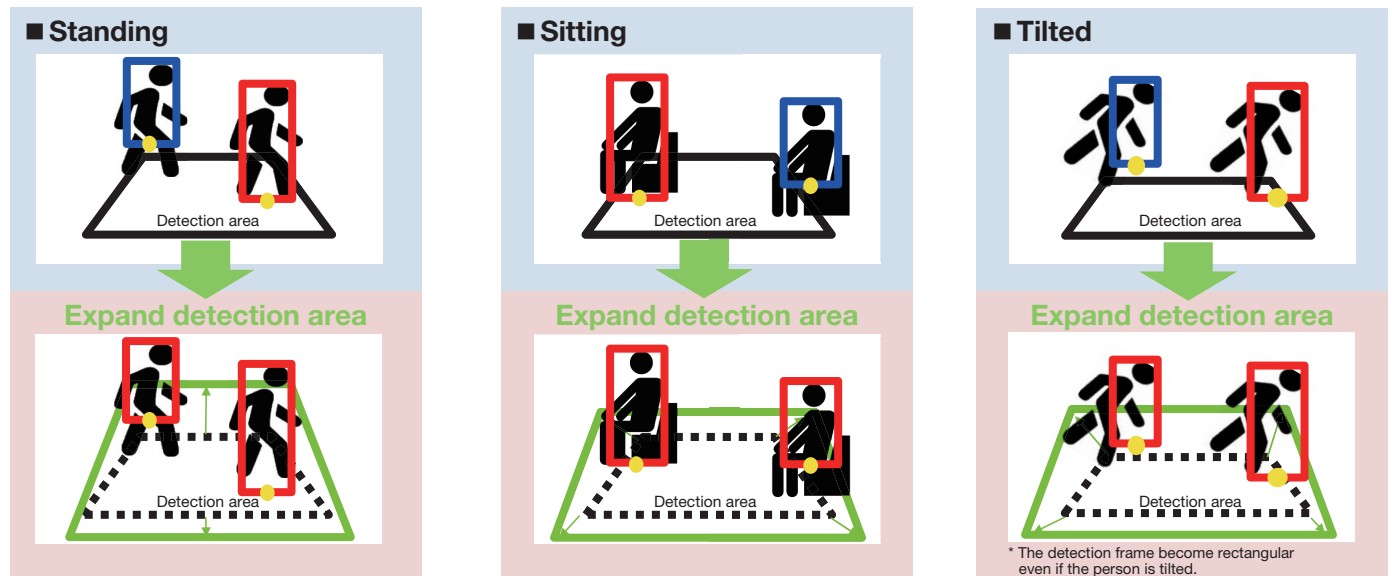 ■ Standing
Detection area
Expand detection area
Detection area
■ Sitting
Detection area
Expand detection area
Detection area
■ Tilted
Detection area
Expand detection area
Detection area
* The detection frame become rectangular
even if the person is tilted.